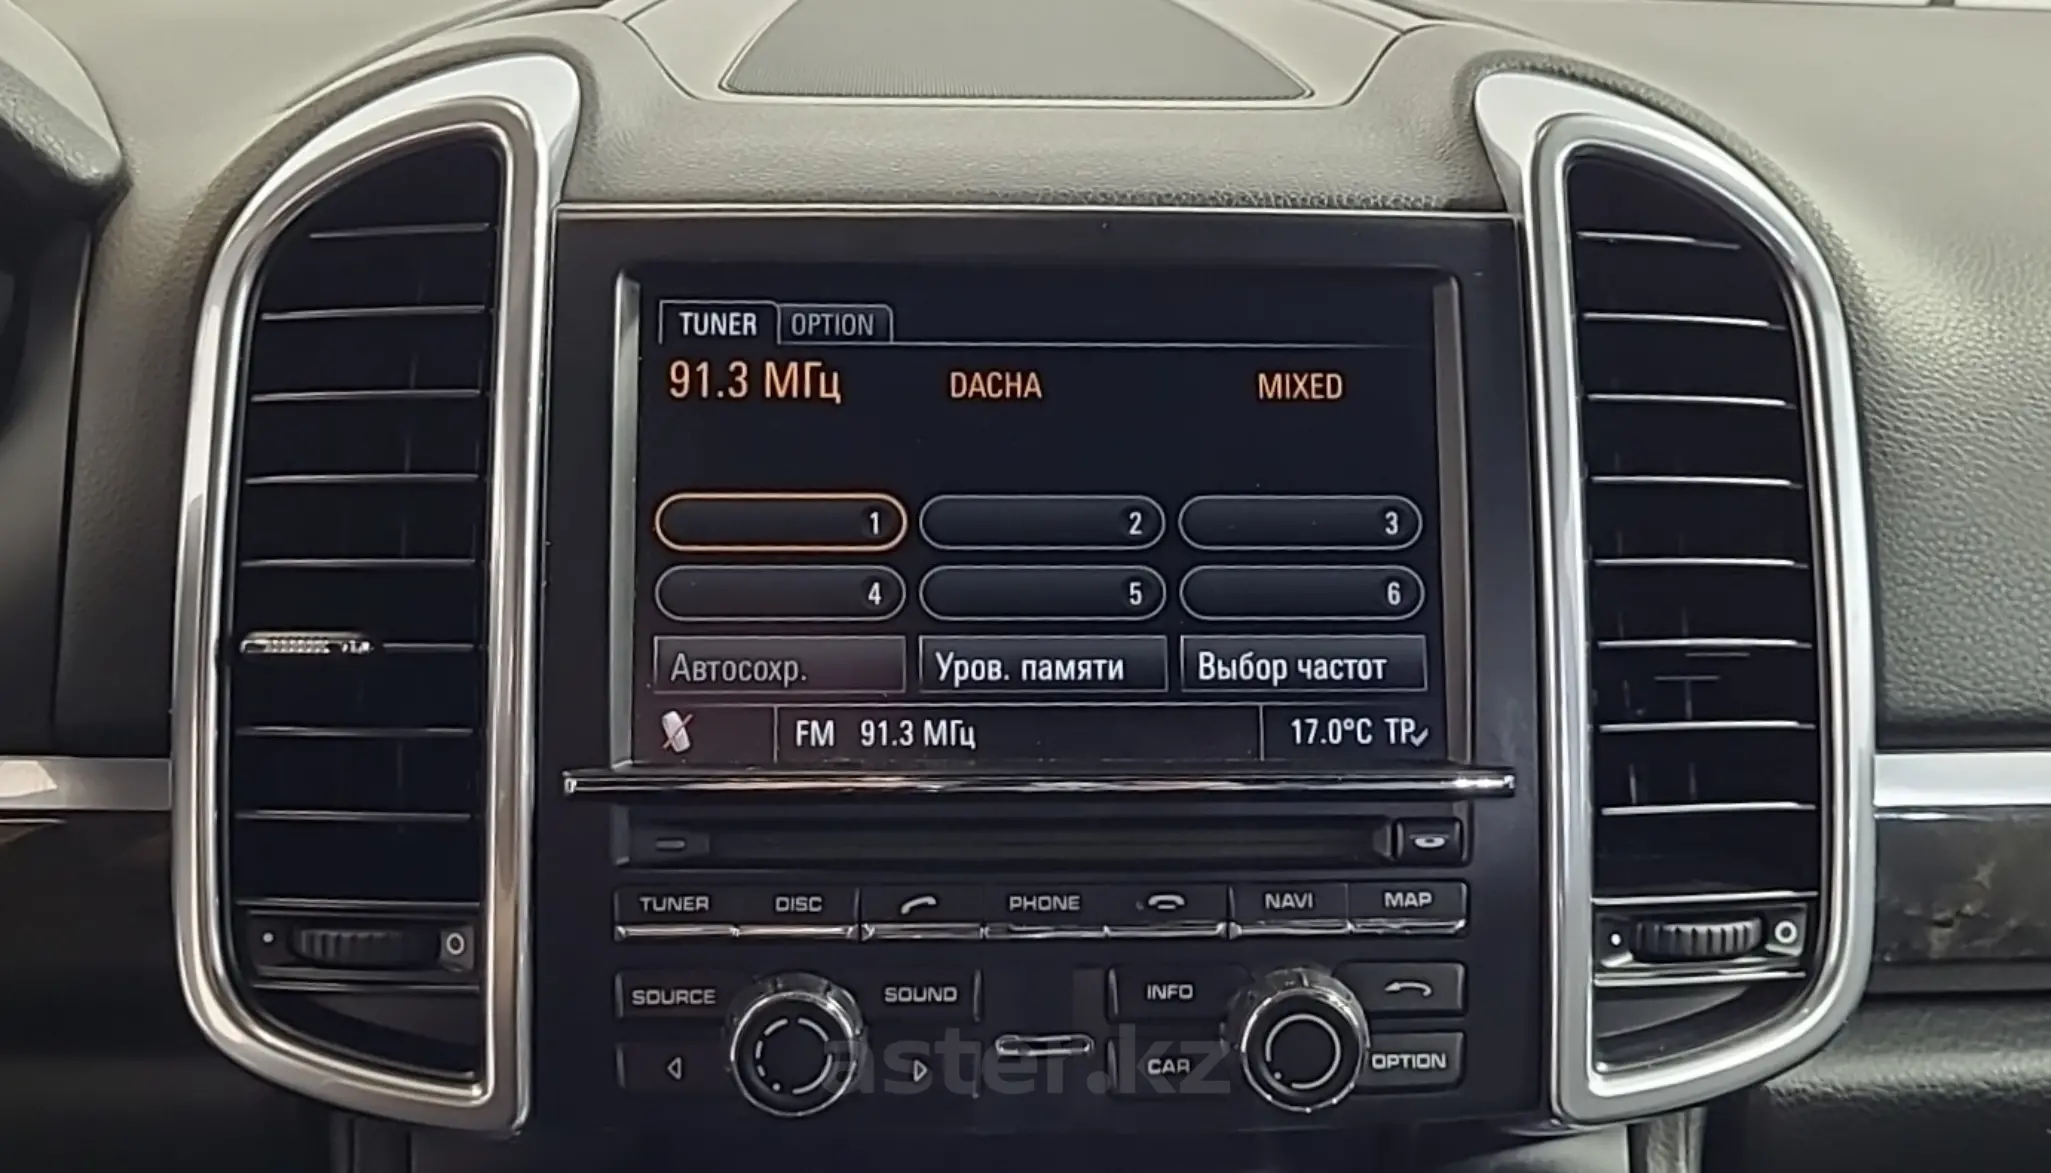 TUNER OPTION
91.3 МГц DACHA MIXED
1 2 3
4 5 6
Автосохр. Уров. памяти Выбор частот
FM 91.3 МГц 17.0°C TP
TUNER DISC PHONE NAVI MAP
SOURCE SOUND INFO
CAR OPTION
aster.kz